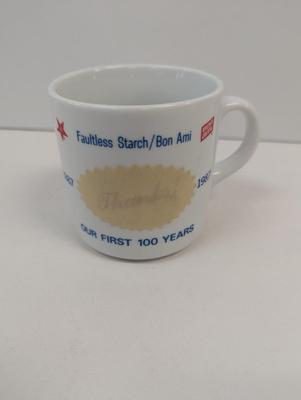 Faultless Starch/Bon Ami
Thanks!
OUR FIRST 100 YEARS